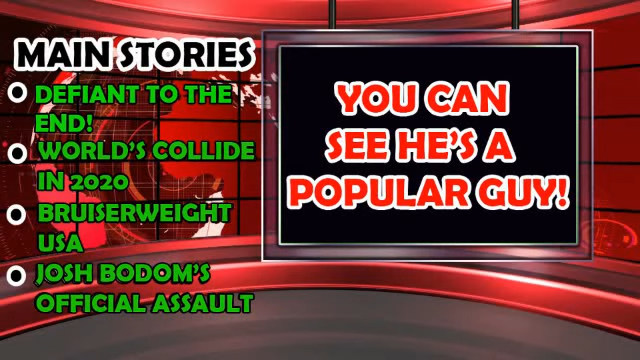 MAIN STORIES
DEFIANT TO THE
END!
WORLD'S COLLIDE
IN 2020
BRUISERWEIGHT
USA
JOSH BODOM'S
OFFICIAL ASSAULT
YOU CAN
SEE HE'S A
POPULAR GUY!